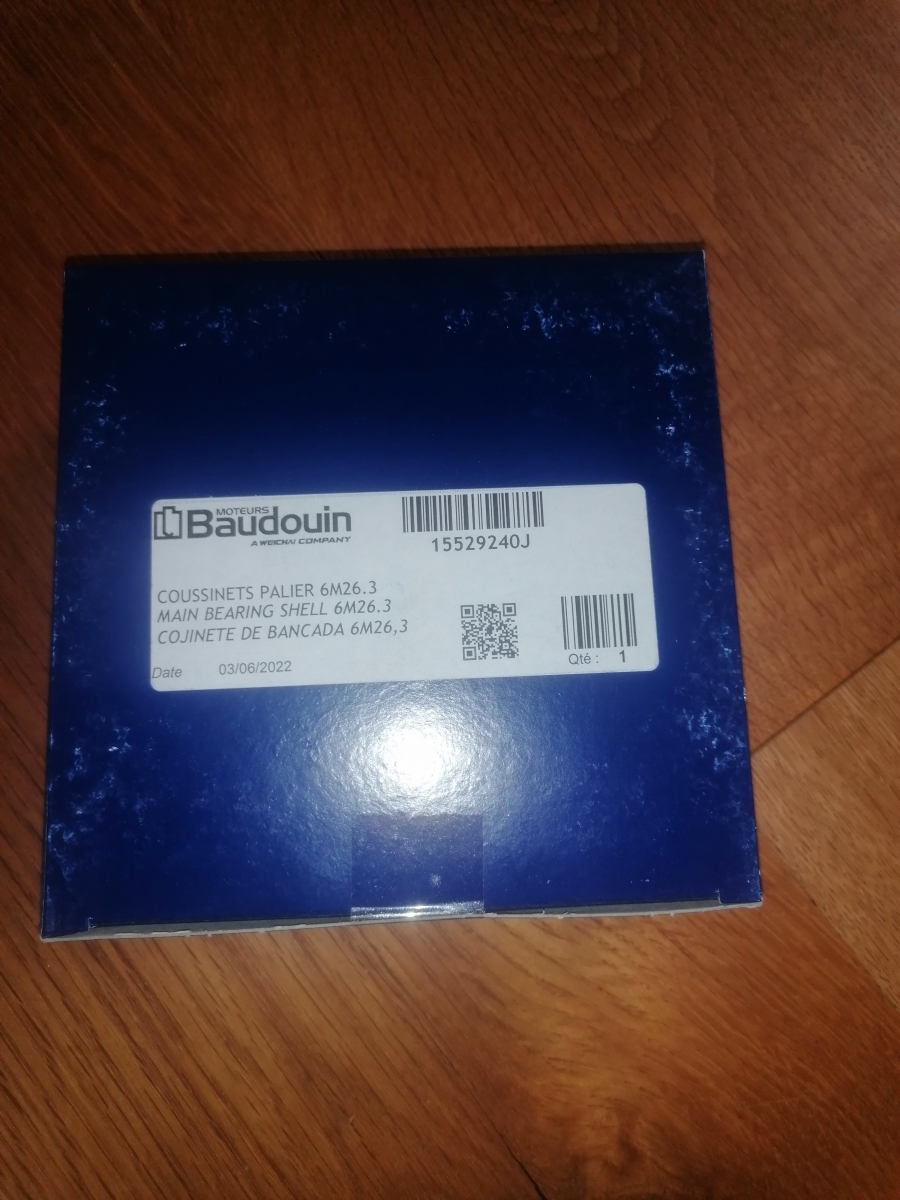 MOTEURS
Baudouin
A WEICHAI COMPANY
15529240J
COUSSINETS PALIER 6M26.3
MAIN BEARING SHELL 6M26.3
COJINETE DE BANCADA 6M26,3
Date 03/06/2022
Qté : 1